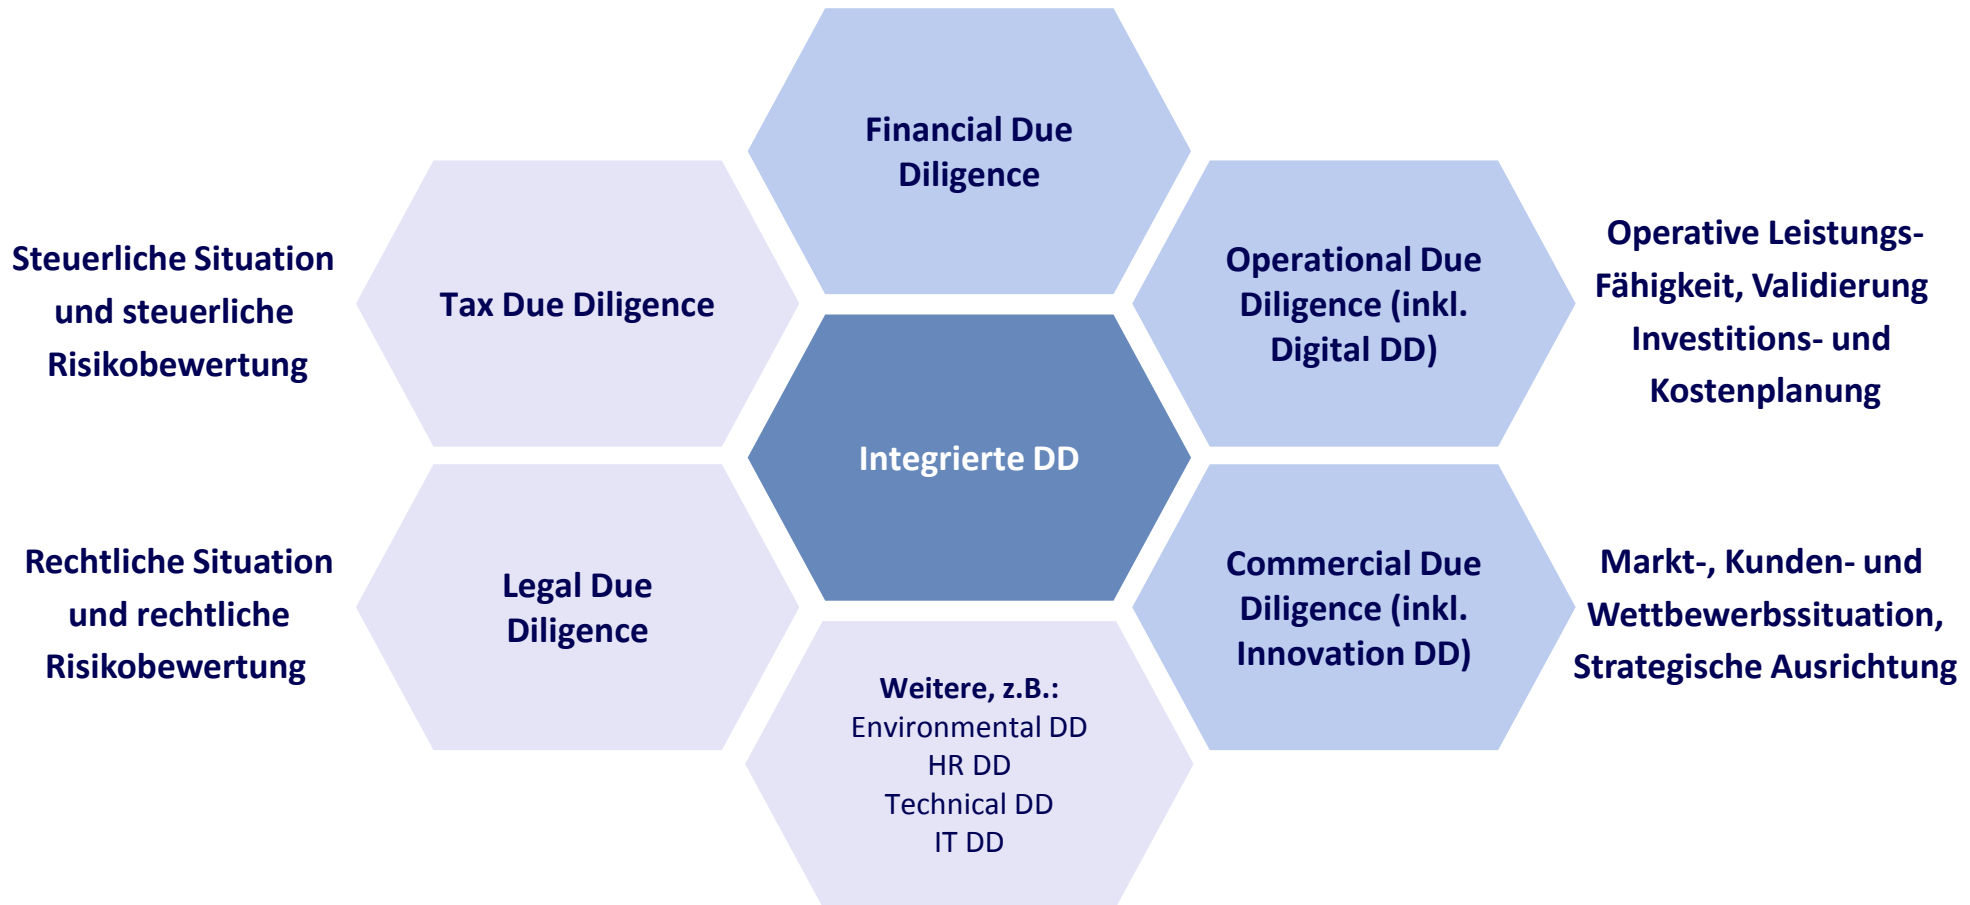 Financial Due
Diligence
Steuerliche Situation
und steuerliche
Risikobewertung
Tax Due Diligence
Operational Due
Diligence (inkl.
Digital DD)
Operative Leistungs-
Fähigkeit, Validierung
Investitions- und
Kostenplanung
Integrierte DD
Rechtliche Situation
und rechtliche
Risikobewertung
Legal Due
Diligence
Commercial Due
Diligence (inkl.
Innovation DD)
Markt-, Kunden- und
Wettbewerbssituation,
Strategische Ausrichtung
Weitere, z.B.:
Environmental DD
HR DD
Technical DD
IT DD